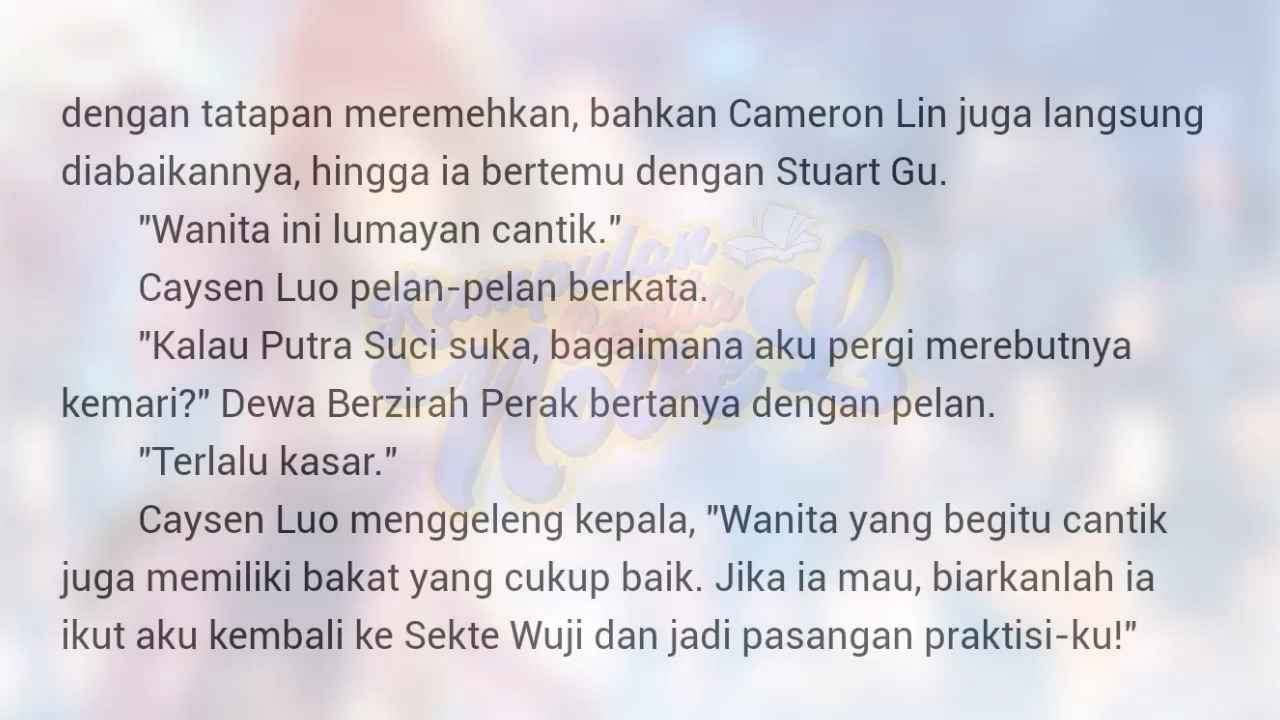 dengan tatapan meremehkan, bahkan Cameron Lin juga langsung
diabaikannya, hingga ia bertemu dengan Stuart Gu.
"Wanita ini lumayan cantik."
Caysen Luo pelan-pelan berkata.
"Kalau Putra Suci suka, bagaimana aku pergi merebutnya
kemari?" Dewa Berzirah Perak bertanya dengan pelan.
"Terlalu kasar."
Caysen Luo menggeleng kepala, "Wanita yang begitu cantik
juga memiliki bakat yang cukup baik. Jika ia mau, biarkanlah ia
ikut aku kembali ke Sekte Wuji dan jadi pasangan praktisi-ku!"
Kumpulan
Cerita
Novel